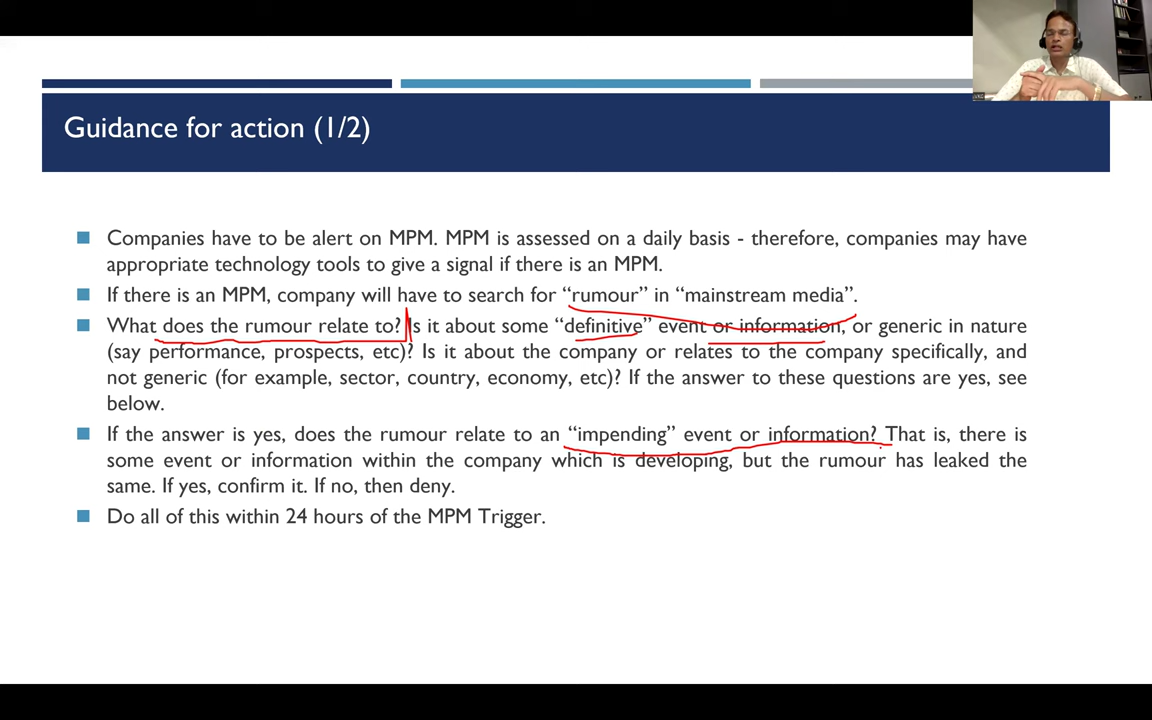 Guidance for action (1/2)
Companies have to be alert on MPM. MPM is assessed on a daily basis - therefore, companies may have
appropriate technology tools to give a signal if there is an MPM.
If there is an MPM, company will have to search for “rumour” in “mainstream media”.
What does the rumour relate to? Is it about some “definitive” event or information, or generic in nature
(say performance, prospects, etc)? Is it about the company or relates to the company specifically, and
not generic (for example, sector, country, economy, etc)? If the answer to these questions are yes, see
below.
If the answer is yes, does the rumour relate to an “impending” event or information? That is, there is
some event or information within the company which is developing, but the rumour has leaked the
same. If yes, confirm it. If no, then deny.
Do all of this within 24 hours of the MPM Trigger.